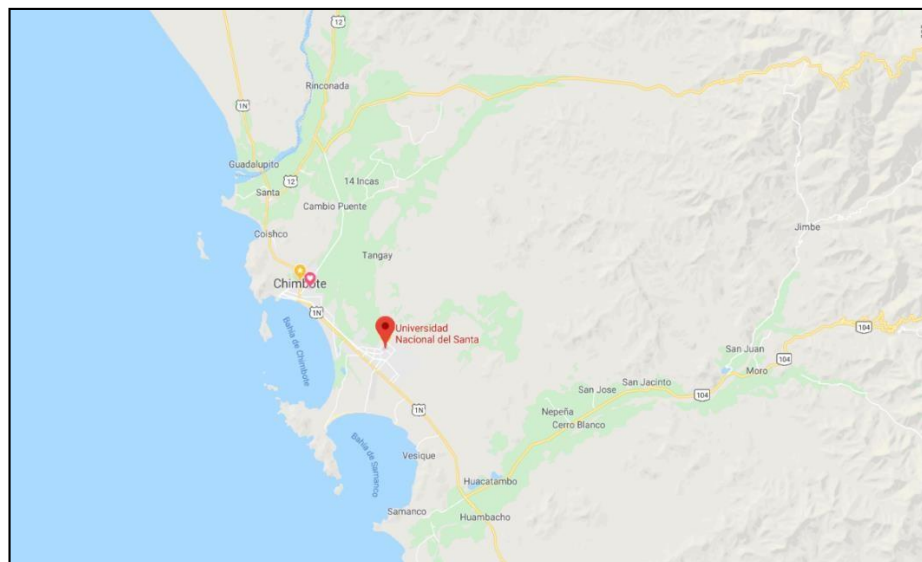 12
Rinconada
1N
Guadalupito
Santa
12
14 Incas
Cambio Puente
Coishco
Tangay
Jimbe
Chimbote
1N
Universidad
Nacional del Santa
Bahía de Chimbote
104
San Juan
104
Moro
San Jacinto
San Jose
104
1N
Nepeña
Cerro Blanco
Bahía de Samanco
Vesique
Huacatambo
Samanco
Huambacho